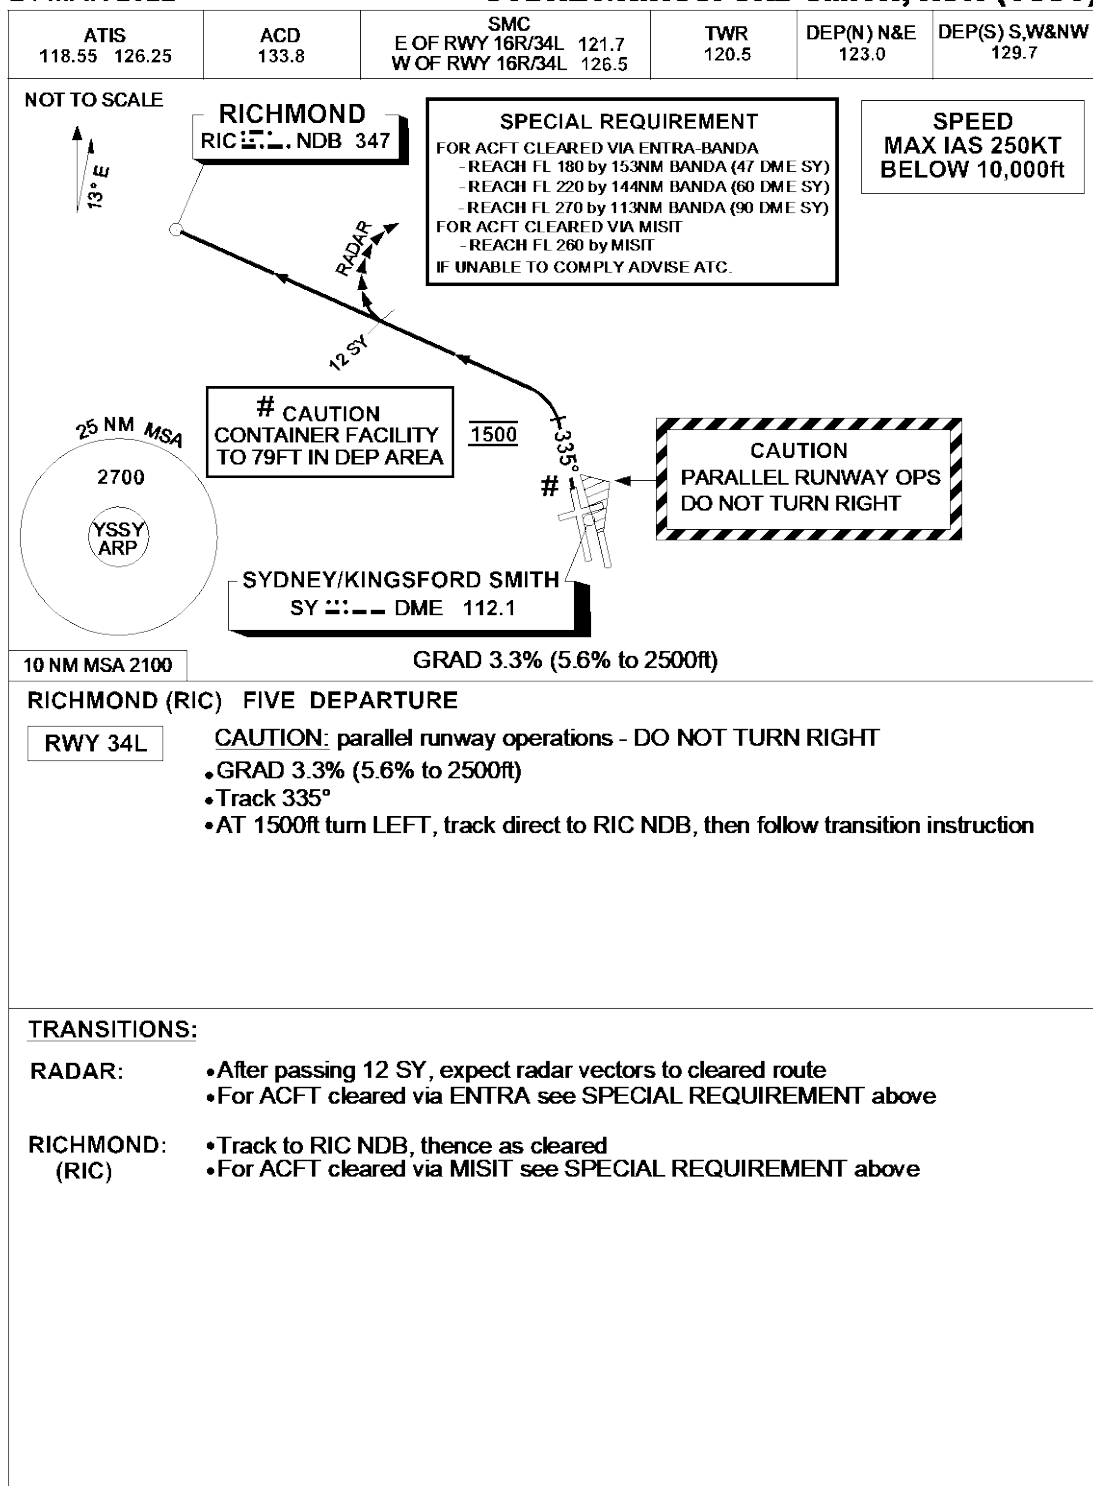 ATIS
118.55 126.25
ACD
133.8
SMC
E OF RWY 16R/34L 121.7
W OF RWY 16R/34L 126.5
TWR
120.5
DEP(N) N&E
123.0
DEP(S) S,W&NW
129.7
NOT TO SCALE
13° E
RICHMOND
RIC NDB 347
SPECIAL REQUIREMENT
FOR ACFT CLEARED VIA ENTRA-BANDA
- REACH FL 180 by 153NM BANDA (47 DME SY)
- REACH FL 220 by 144NM BANDA (60 DME SY)
- REACH FL 270 by 113NM BANDA (90 DME SY)
FOR ACFT CLEARED VIA MISIT
- REACH FL 260 by MISIT
IF UNABLE TO COMPLY ADVISE ATC.
SPEED
MAX IAS 250KT
BELOW 10,000ft
RADAR
12 SY
# CAUTION
CONTAINER FACILITY
TO 79FT IN DEP AREA
1500
335°
#
CAUTION
PARALLEL RUNWAY OPS
DO NOT TURN RIGHT
25 NM MSA
2700
YSSY
ARP
SYDNEY/KINGSFORD SMITH
SY DME 112.1
10 NM MSA 2100
GRAD 3.3% (5.6% to 2500ft)
RICHMOND (RIC) FIVE DEPARTURE
RWY 34L
CAUTION: parallel runway operations - DO NOT TURN RIGHT
•GRAD 3.3% (5.6% to 2500ft)
•Track 335°
•AT 1500ft turn LEFT, track direct to RIC NDB, then follow transition instruction
TRANSITIONS:
RADAR:
•After passing 12 SY, expect radar vectors to cleared route
•For ACFT cleared via ENTRA see SPECIAL REQUIREMENT above
RICHMOND:
(RIC)
•Track to RIC NDB, thence as cleared
•For ACFT cleared via MISIT see SPECIAL REQUIREMENT above